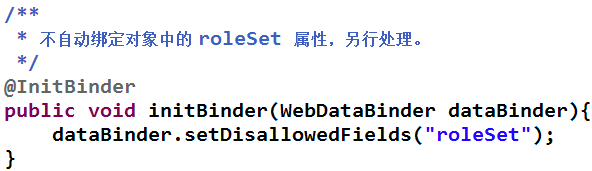 /**
 * 不自动绑定对象中的 roleSet 属性，另行处理。
 */
@InitBinder
public void initBinder(WebDataBinder dataBinder){
    dataBinder.setDisallowedFields("roleSet");
}